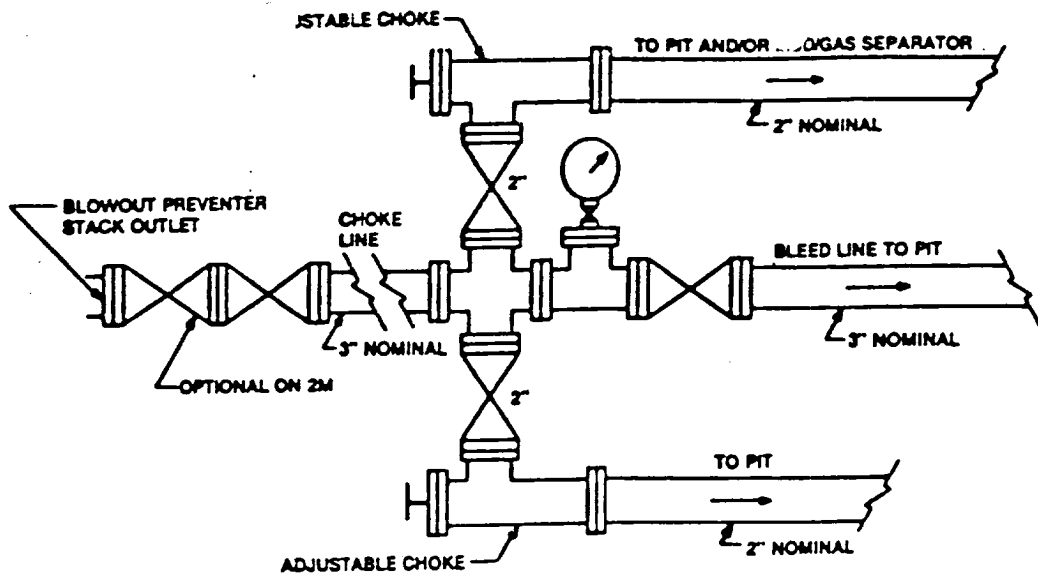 JSTABLE CHOKE
TO PIT AND/OR GAS SEPARATOR
2" NOMINAL
2"
BLOWOUT PREVENTER
STACK OUTLET
CHOKE
LINE
BLEED LINE TO PIT
3" NOMINAL
3" NOMINAL
OPTIONAL ON 2M
2"
TO PIT
2" NOMINAL
ADJUSTABLE CHOKE